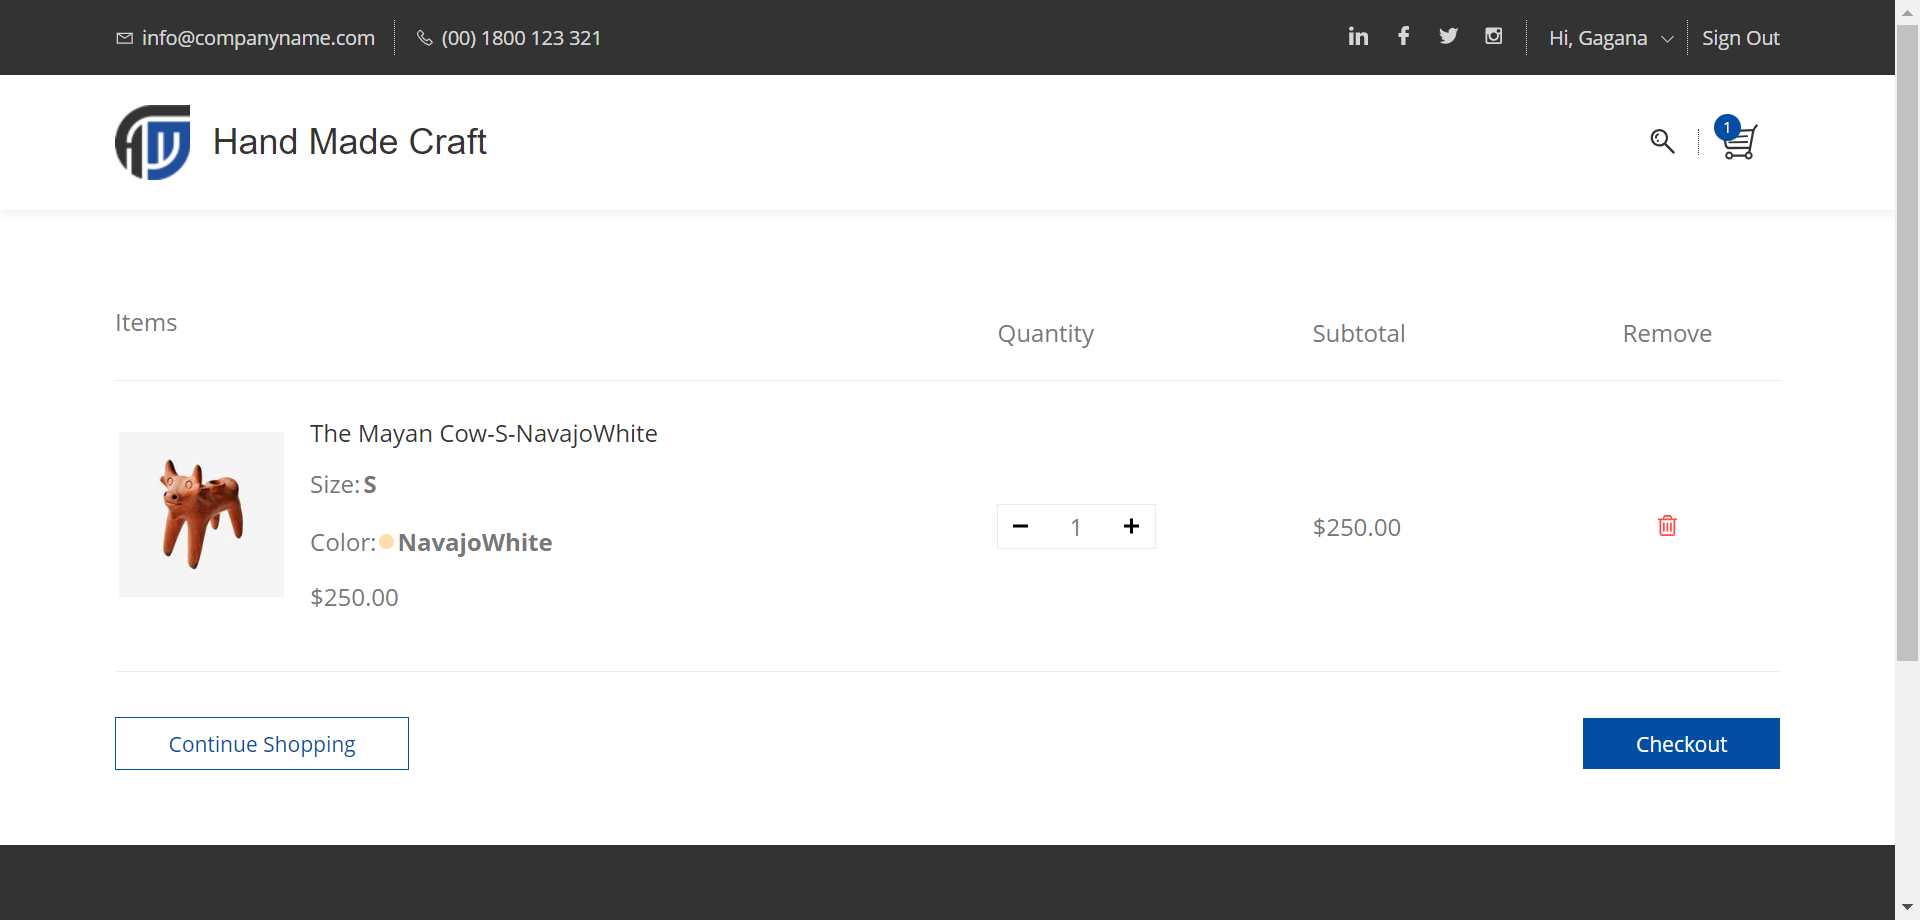 info@companyname.com
(00) 1800 123 321
Hi, Gagana
Sign Out
Hand Made Craft
1
Items
Quantity
Subtotal
Remove
The Mayan Cow-S-NavajoWhite
Size: S
Color: NavajoWhite
$250.00
1
$250.00
Continue Shopping
Checkout